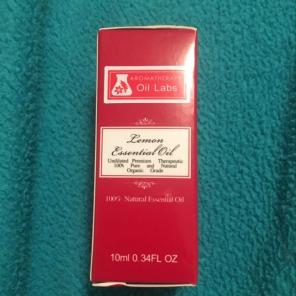 AROMATHERAPY
Oil Labs
Lemon
Essential Oil
Undiluted Premium Therapeutic
100% Pure and Natural
Organic Grade
100% Natural Essential Oil
10ml 0.34FL OZ